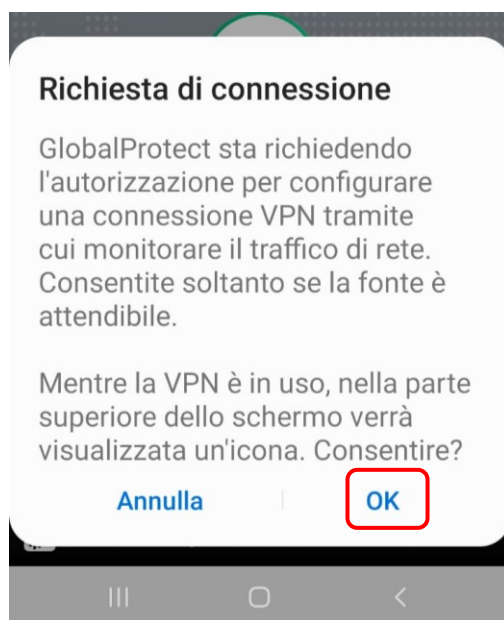 Richiesta di connessione
GlobalProtect sta richiedendo
l'autorizzazione per configurare
una connessione VPN tramite
cui monitorare il traffico di rete.
Consentite soltanto se la fonte è
attendibile.
Mentre la VPN è in uso, nella parte
superiore dello schermo verrà
visualizzata un'icona. Consentire?
Annulla OK